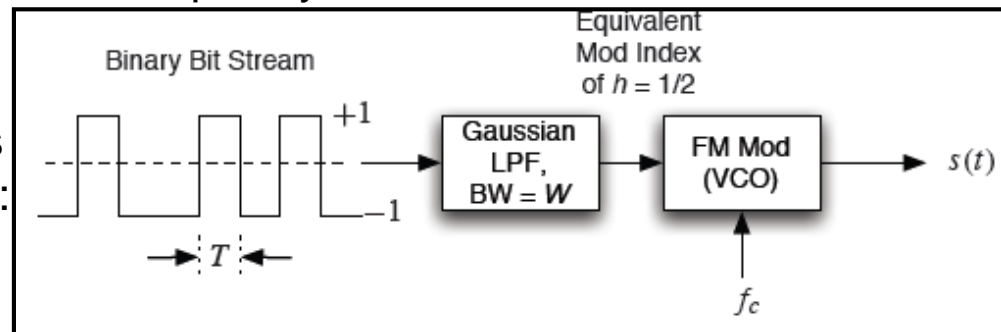 Equivalent
Mod Index
of h = 1/2
Binary Bit Stream
+1
-1
T
Gaussian
LPF,
BW = W
FM Mod
(VCO)
s(t)
f_c
: